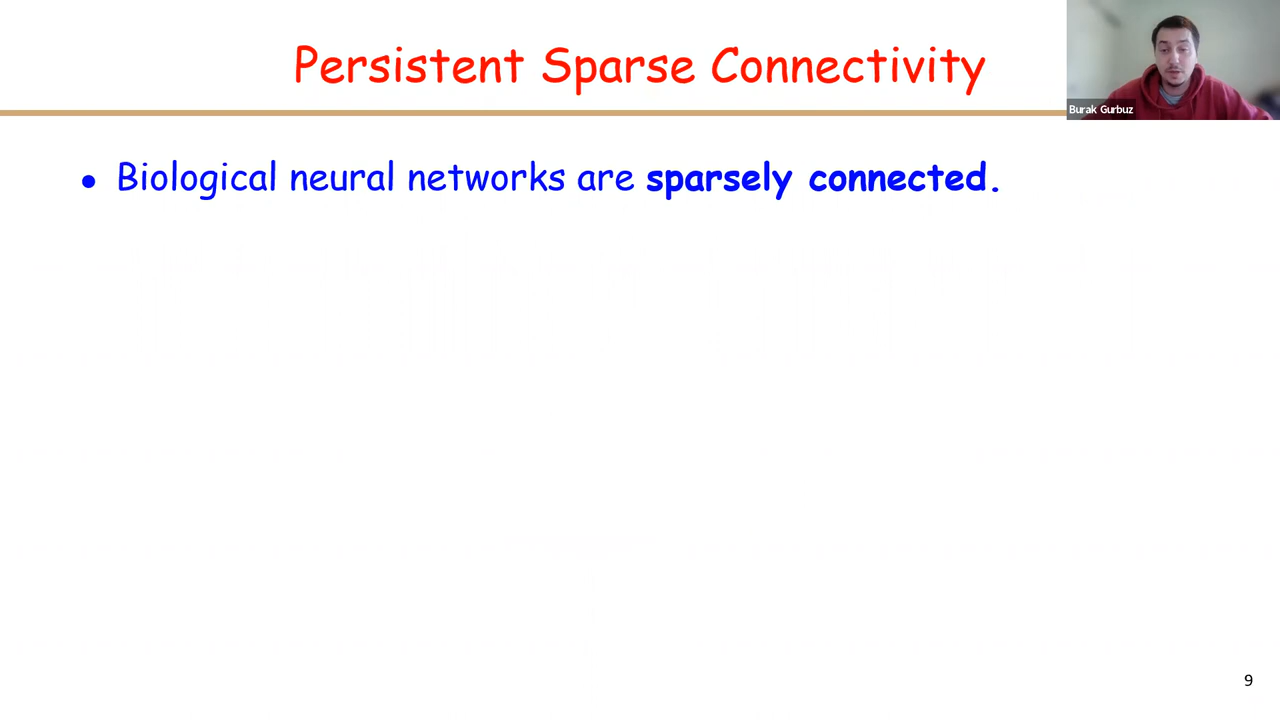 Persistent Sparse Connectivity
Burak Gurbuz
● Biological neural networks are sparsely connected.
9